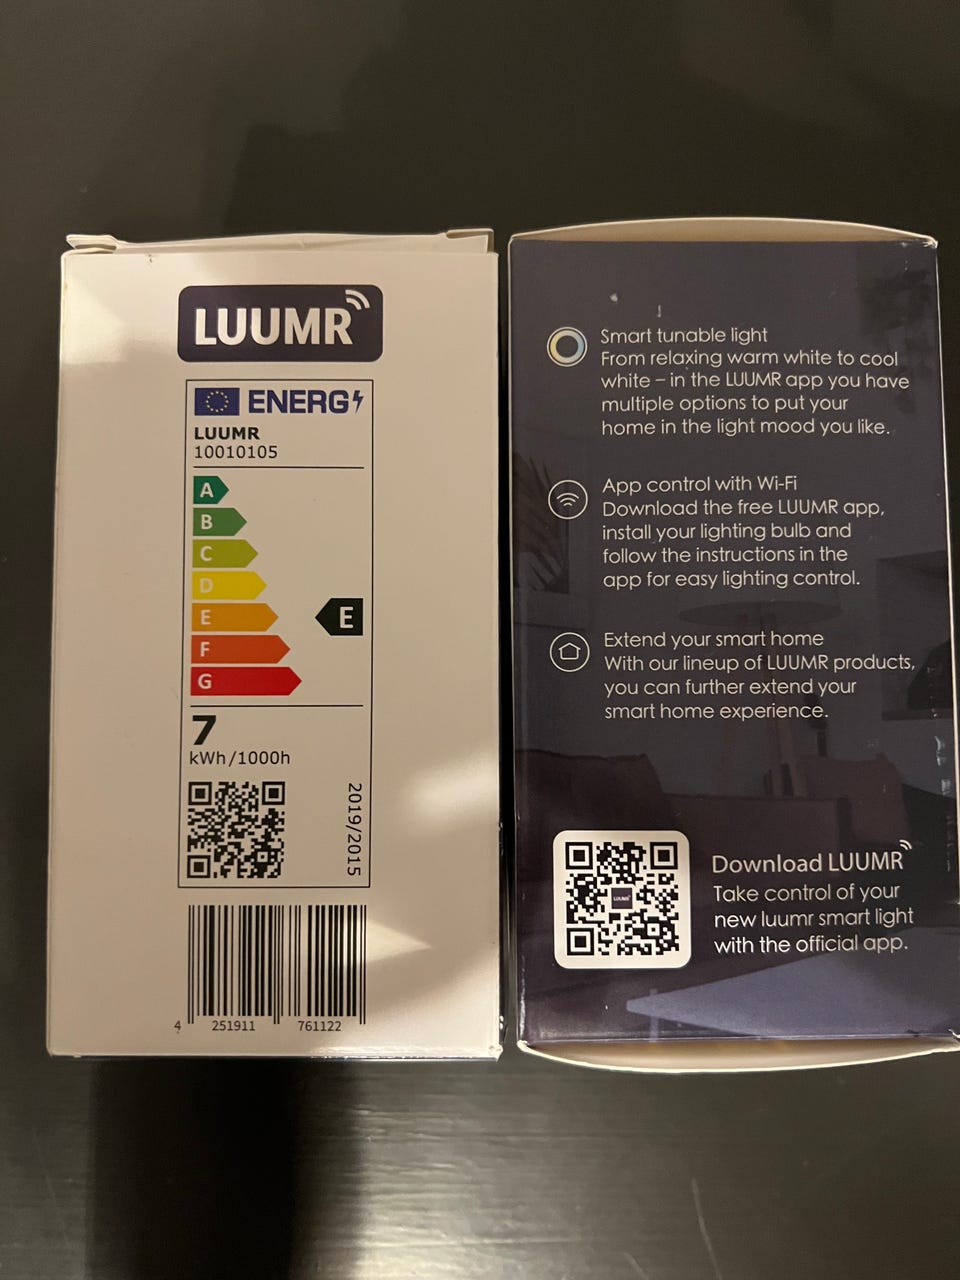 LUUMR
ENERG
LUUMR
10010105
A
B
C
D
E
E
F
G
7
kWh/1000h
2019/2015
4 251911 761122
Smart tunable light
From relaxing warm white to cool
white – in the LUUMR app you have
multiple options to put your
home in the light mood you like.
App control with Wi-Fi
Download the free LUUMR app,
install your lighting bulb and
follow the instructions in the
app for easy lighting control.
Extend your smart home
With our lineup of LUUMR products,
you can further extend your
smart home experience.
LUUMR
Download LUUMR
Take control of your
new luumr smart light
with the official app.